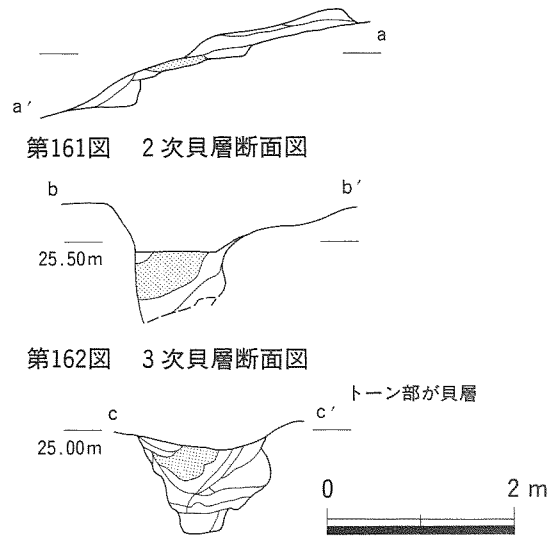 a
a′
第161図　2次貝層断面図
b　b′
25.50m
第162図　3次貝層断面図
トーン部が貝層
c　c′
25.00m
0　2 m